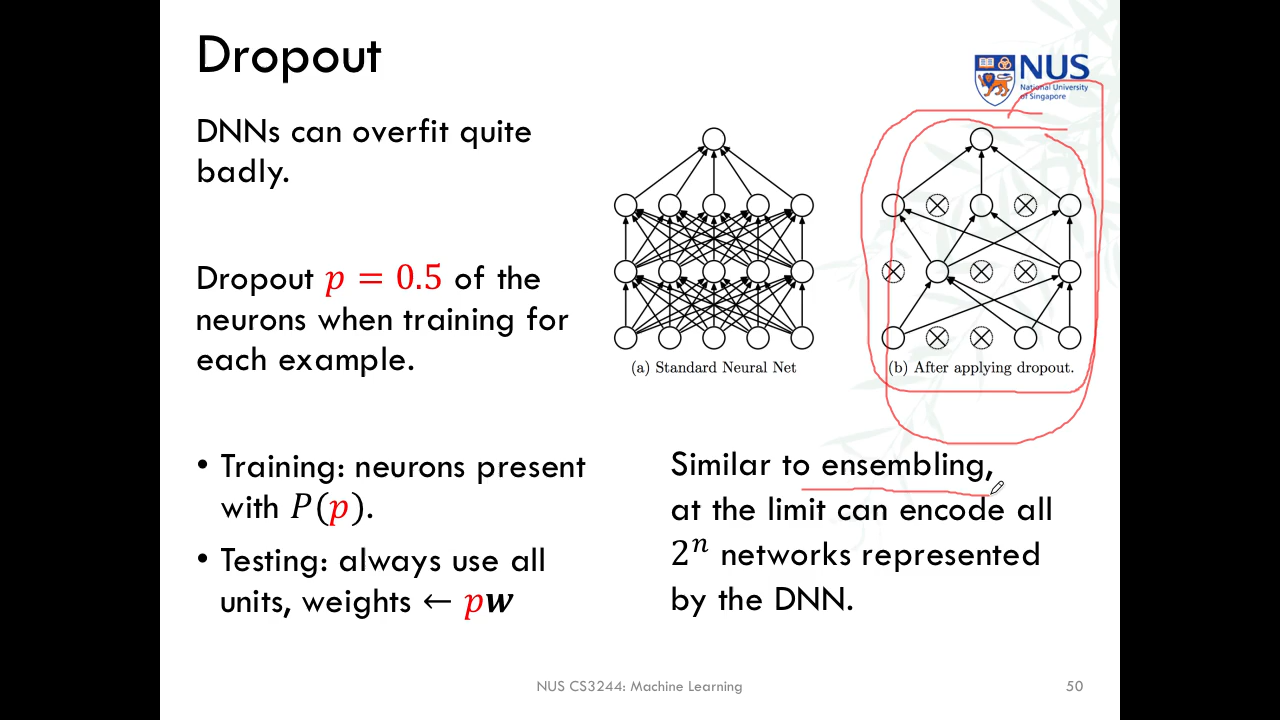 Dropout
NUS
National University
of Singapore
DNNs can overfit quite
badly.
Dropout p = 0.5 of the
neurons when training for
each example.
(a) Standard Neural Net
(b) After applying dropout.
• Training: neurons present
with P(p).
• Testing: always use all
units, weights ← pw
Similar to ensembling,
at the limit can encode all
2ⁿ networks represented
by the DNN.
NUS CS3244: Machine Learning
50